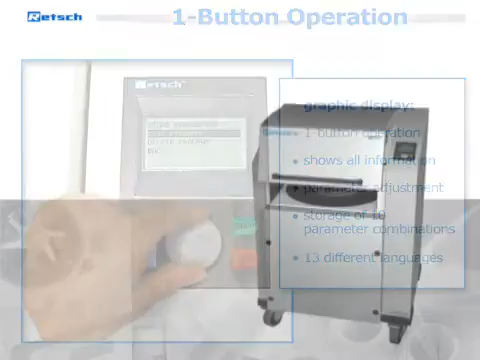 Retsch
1-Button Operation
Retsch
graphic display:
• 1-button operation
• shows all information
• parameter adjustment
• storage of 10
parameter combinations
• 13 different languages